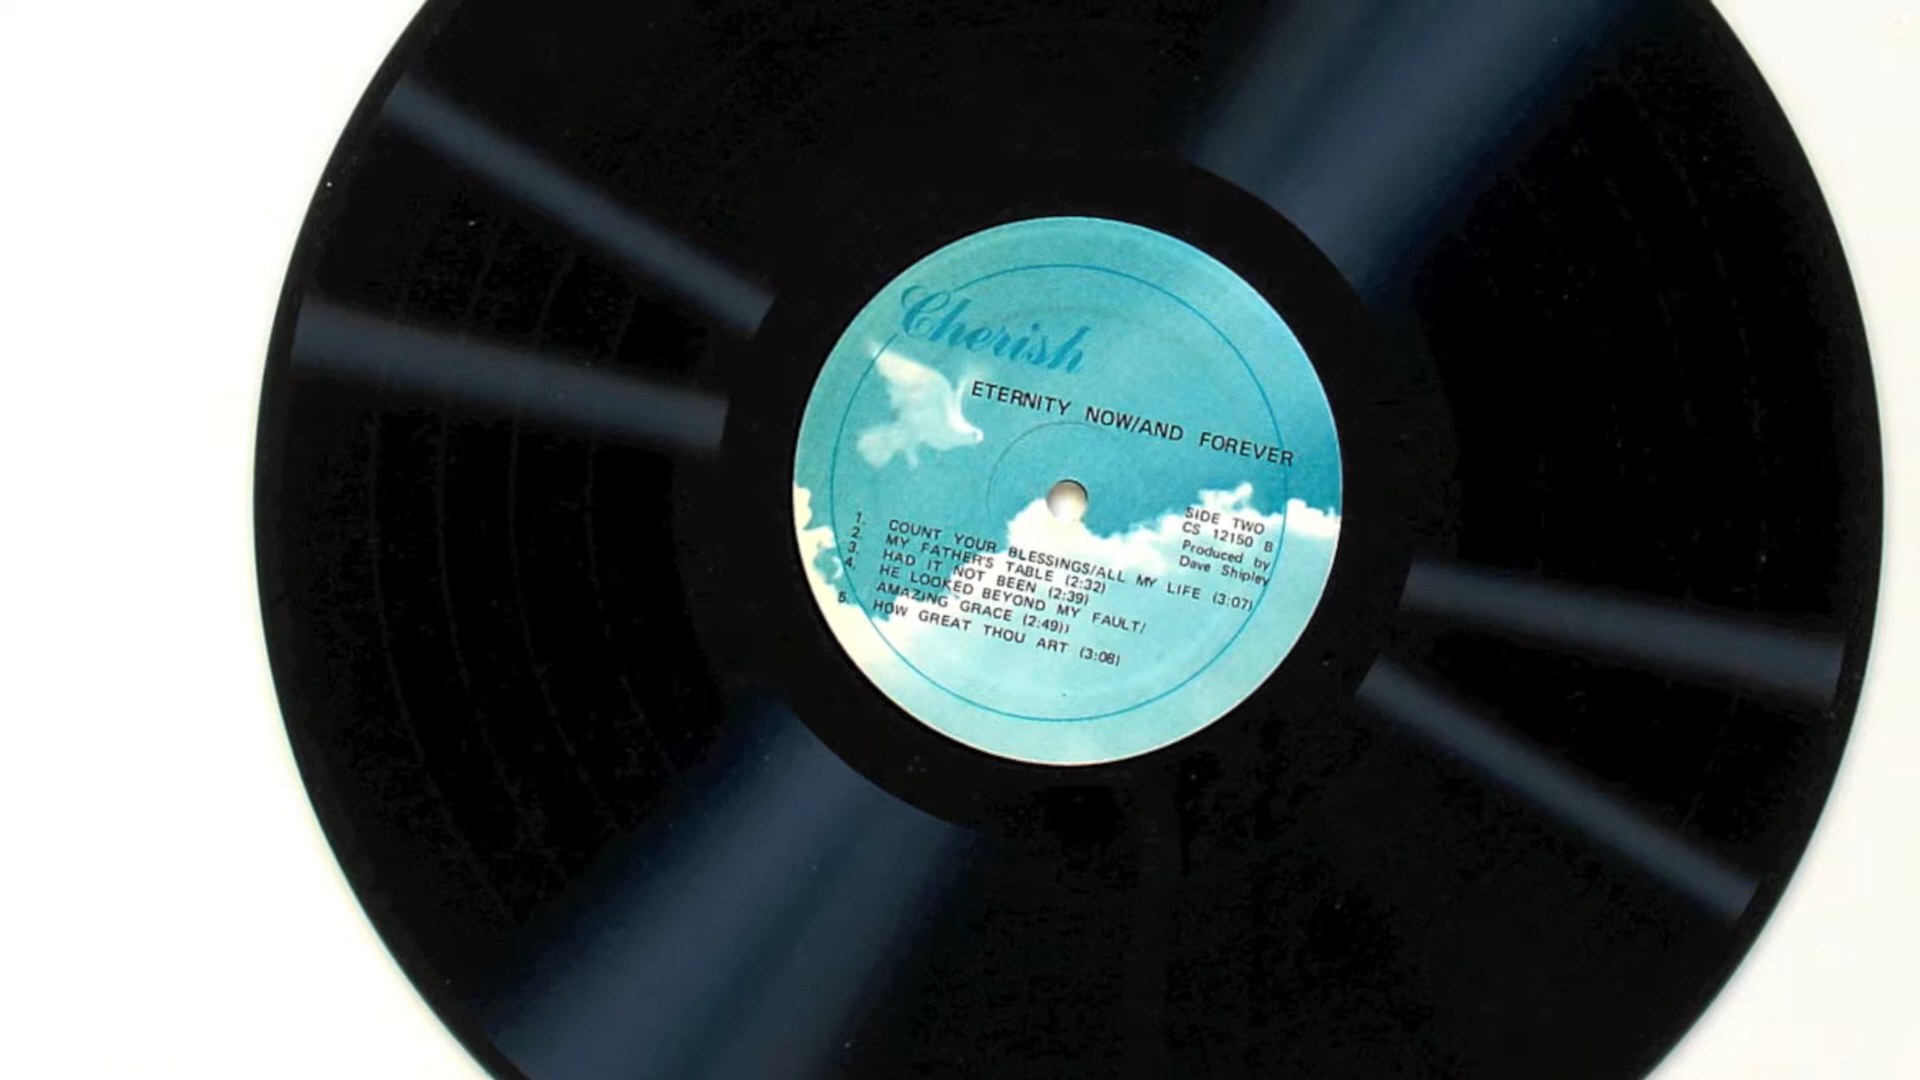 Cherish
ETERNITY NOW/AND FOREVER
SIDE TWO
CS 12150 B
Produced by
Dave Shipley
1. COUNT YOUR BLESSINGS/ALL MY LIFE (3:07)
2. MY FATHER'S TABLE (2:32)
3. HAD IT NOT BEEN (2:39)
4. HE LOOKED BEYOND MY FAULT/
AMAZING GRACE (2:49))
5. HOW GREAT THOU ART (3:08)